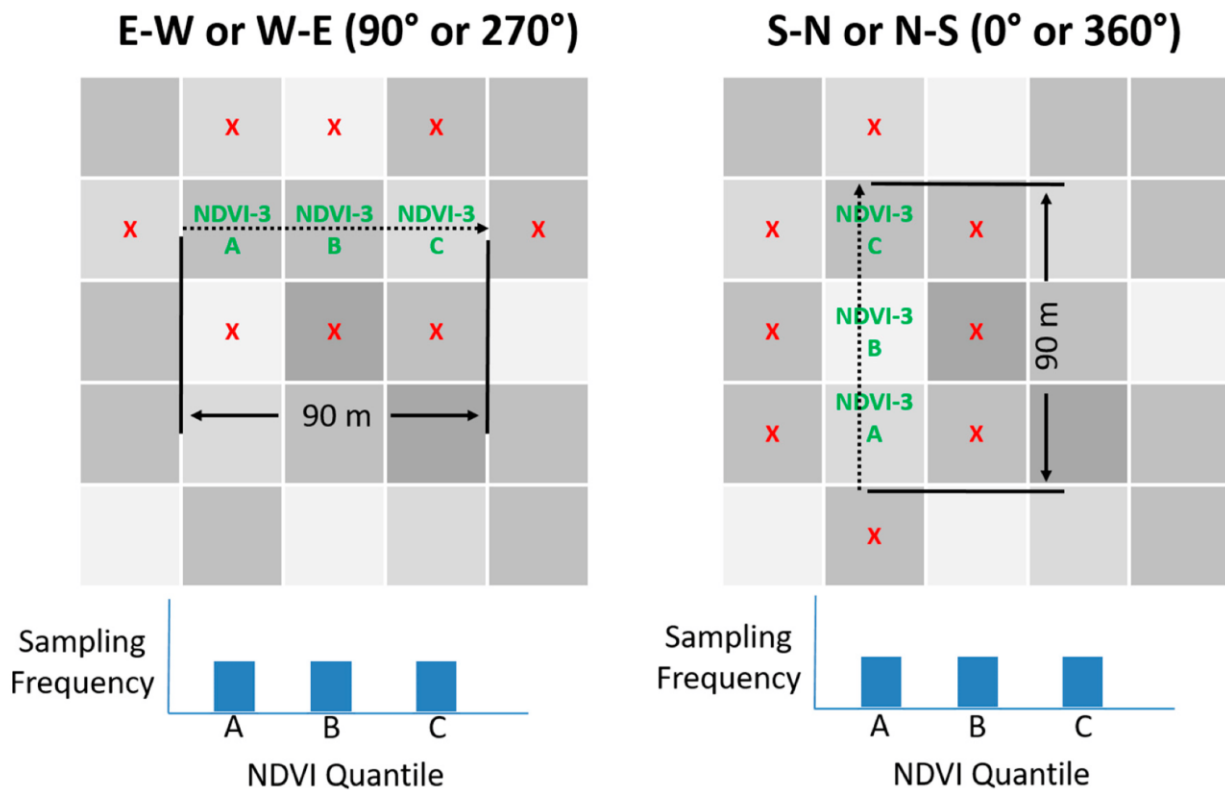 E-W or W-E (90° or 270°)
X X X
X NDVI-3 NDVI-3 NDVI-3 X
A B C
X X X
90 m
Sampling
Frequency
A B C
NDVI Quantile
S-N or N-S (0° or 360°)
X
X NDVI-3 X
C
X NDVI-3 X
B
90 m
NDVI-3
X A X
X
Sampling
Frequency
A B C
NDVI Quantile